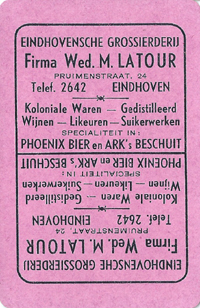 EINDHOVENSCHE GROSSIERDERIJ
Firma Wed. M. LATOUR
PRUIMENSTRAAT, 24
Telef. 2642 EINDHOVEN
Koloniale Waren — Gedistilleerd
Wijnen — Likeuren — Suikerwerken
SPECIALITEIT IN:
PHOENIX BIER en ARK's BESCHUIT
PHOENIX BIER en ARK's BESCHUIT
SPECIALITEIT IN:
Wijnen — Likeuren — Suikerwerken
Koloniale Waren — Gedistilleerd
Telef. 2642 EINDHOVEN
PRUIMENSTRAAT, 24
Firma Wed. M. LATOUR
EINDHOVENSCHE GROSSIERDERIJ